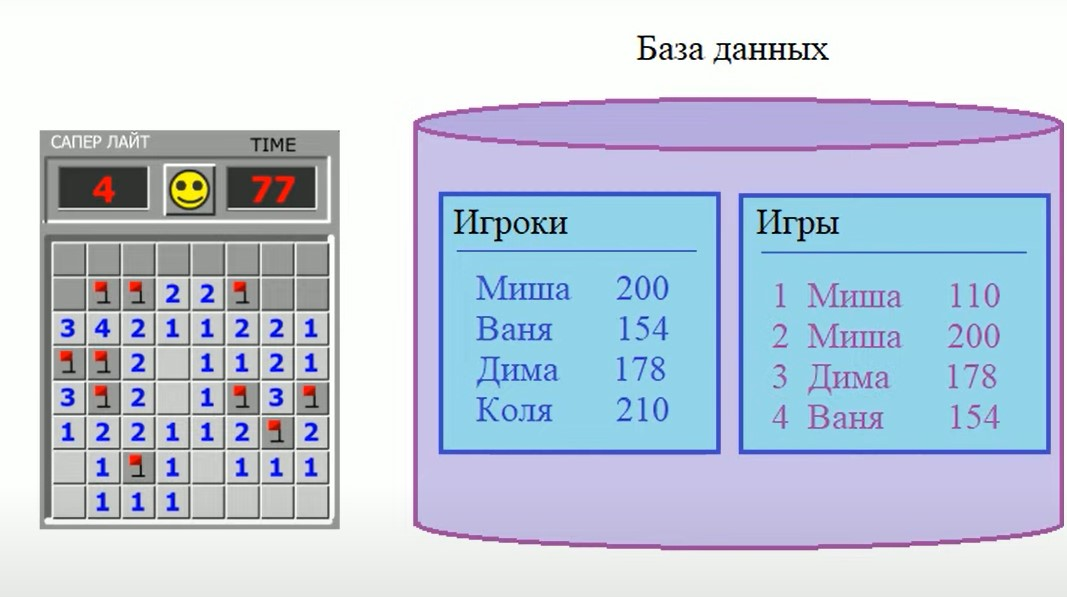 База данных
САПЕР ЛАЙТ TIME
4 77
2 2
3 4 2 1 1 2 2 1
2 1 1 2 1
3 2 1 3
1 2 2 1 1 2 2
1 1 1 1 1
1 1 1
Игроки
Миша 200
Ваня 154
Дима 178
Коля 210
Игры
1 Миша 110
2 Миша 200
3 Дима 178
4 Ваня 154